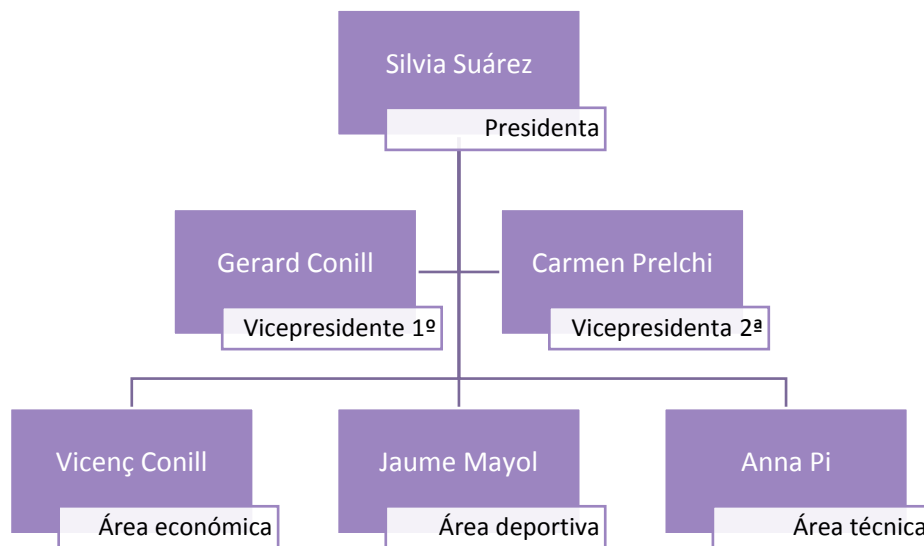 Silvia Suárez
Presidenta
Gerard Conill
Vicepresidente 1º
Carmen Prelchi
Vicepresidenta 2ª
Vicenç Conill
Área económica
Jaume Mayol
Área deportiva
Anna Pi
Área técnica